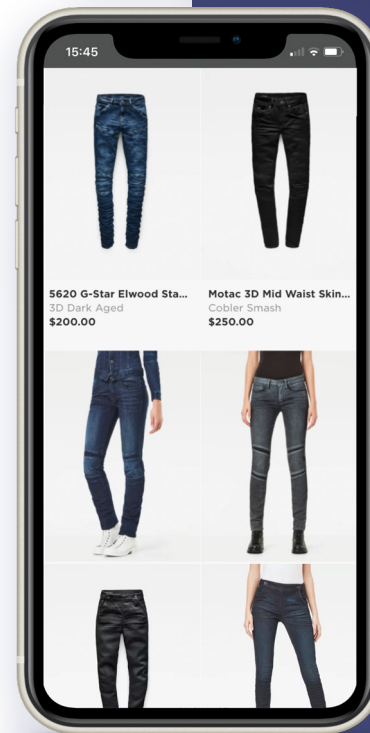 15:45
5620 G-Star Elwood Sta...
3D Dark Aged
$200.00
Motac 3D Mid Waist Skin...
Cobler Smash
$250.00